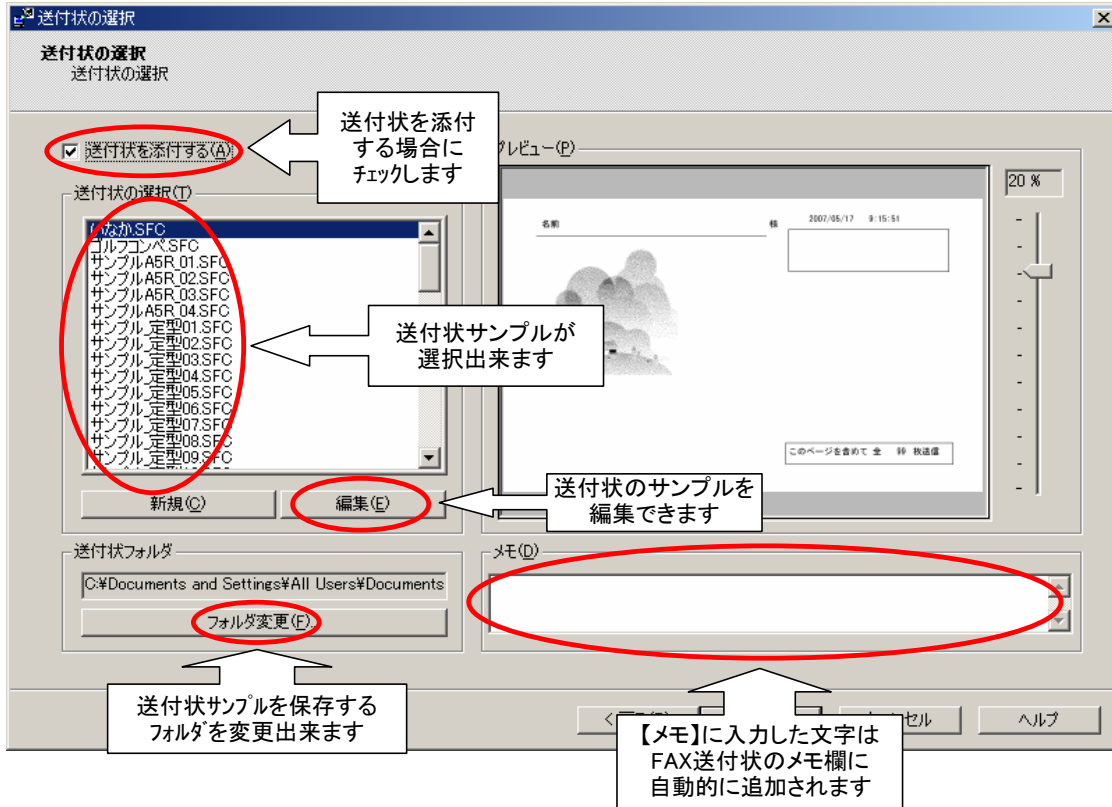 送付状の選択
送付状の選択
送付状の選択
送付状を添付
する場合に
チェックします
送付状を添付する(A)
プレビュー(P)
送付状の選択(T)
いなか.SFC
ゴルフコンペ.SFC
サンプルA5R_01.SFC
サンプルA5R_02.SFC
サンプルA5R_03.SFC
サンプルA5R_04.SFC
サンプル_定型01.SFC
サンプル_定型02.SFC
サンプル_定型03.SFC
サンプル_定型04.SFC
サンプル_定型05.SFC
サンプル_定型06.SFC
サンプル_定型07.SFC
サンプル_定型08.SFC
サンプル_定型09.SFC
送付状サンプルが
選択出来ます
20 %
名前 様 2007/05/17 9:15:51
このページを含めて 全 99 枚送信
新規(C) 編集(E)
送付状のサンプルを
編集できます
送付状フォルダ
C:¥Documents and Settings¥All Users¥Documents
フォルダ変更(F)...
メモ(D)
送付状サンプルを保存する
フォルダを変更出来ます
ヘルプ
【メモ】に入力した文字は
FAX送付状のメモ欄に
自動的に追加されます